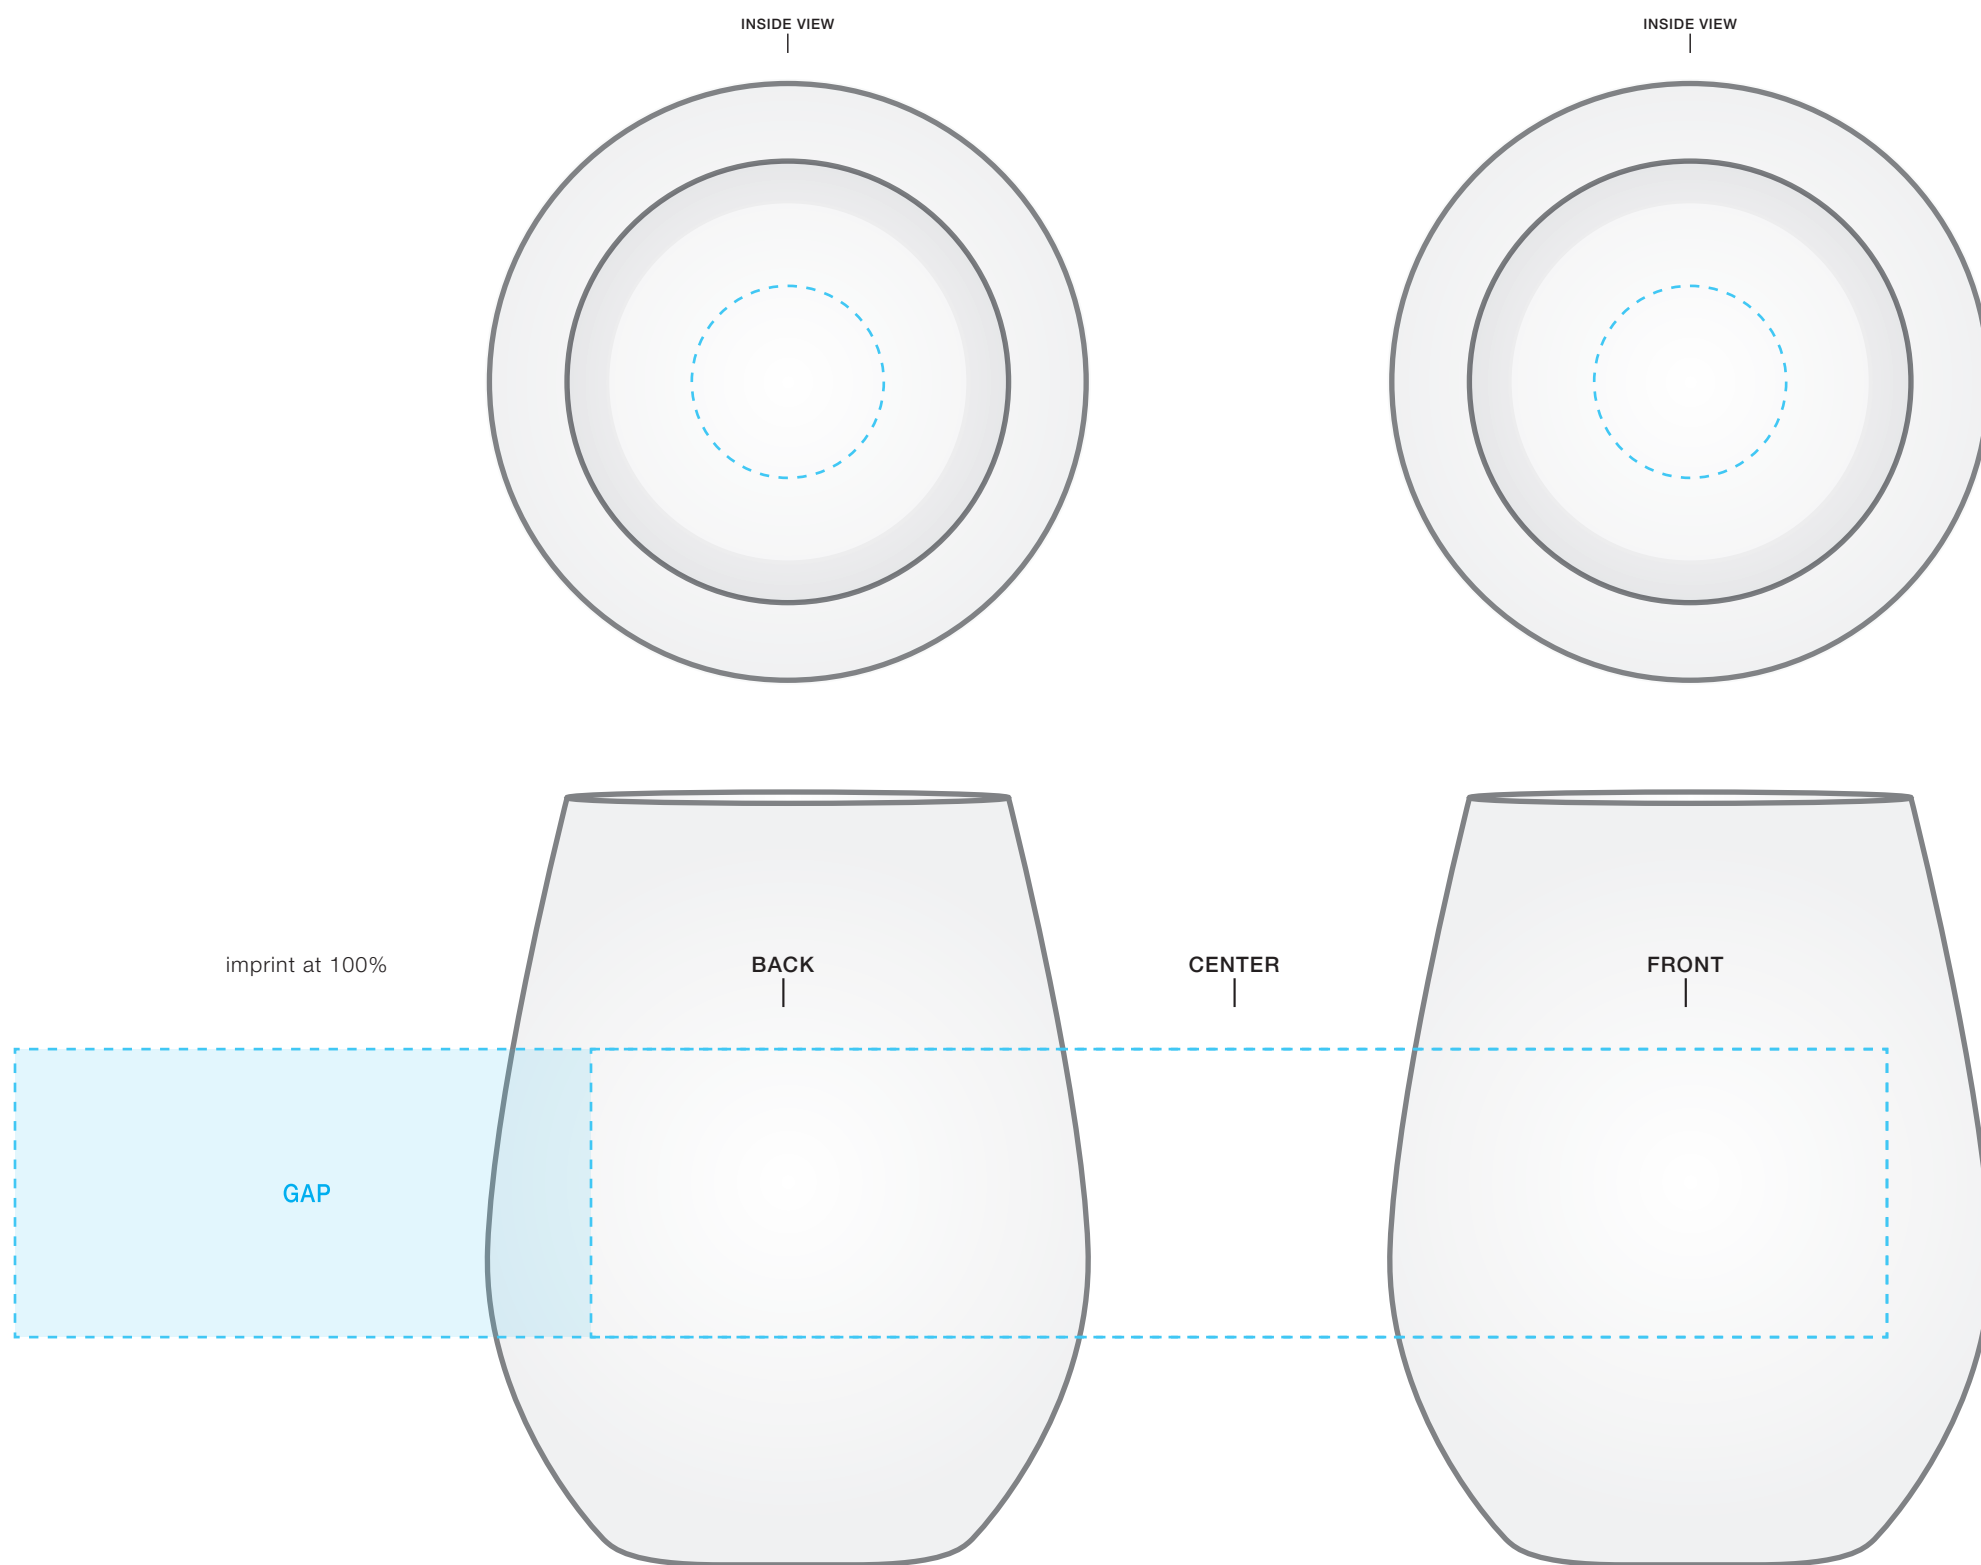 INSIDE VIEW
INSIDE VIEW
imprint at 100%
BACK
CENTER
FRONT
GAP